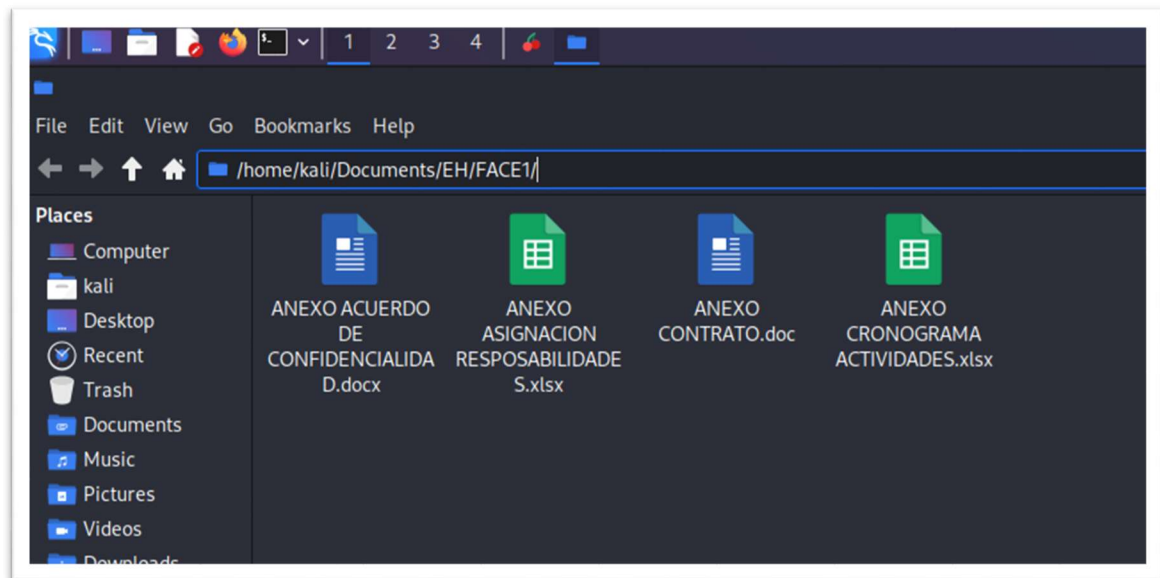 1 2 3 4
File Edit View Go Bookmarks Help
/home/kali/Documents/EH/FACE1/
Places
Computer
kali
Desktop
Recent
Trash
Documents
Music
Pictures
Videos
Downloads
ANEXO ACUERDO
DE
CONFIDENCIALIDA
D.docx
ANEXO
ASIGNACION
RESPOSABILIDADE
S.xlsx
ANEXO
CONTRATO.doc
ANEXO
CRONOGRAMA
ACTIVIDADES.xlsx